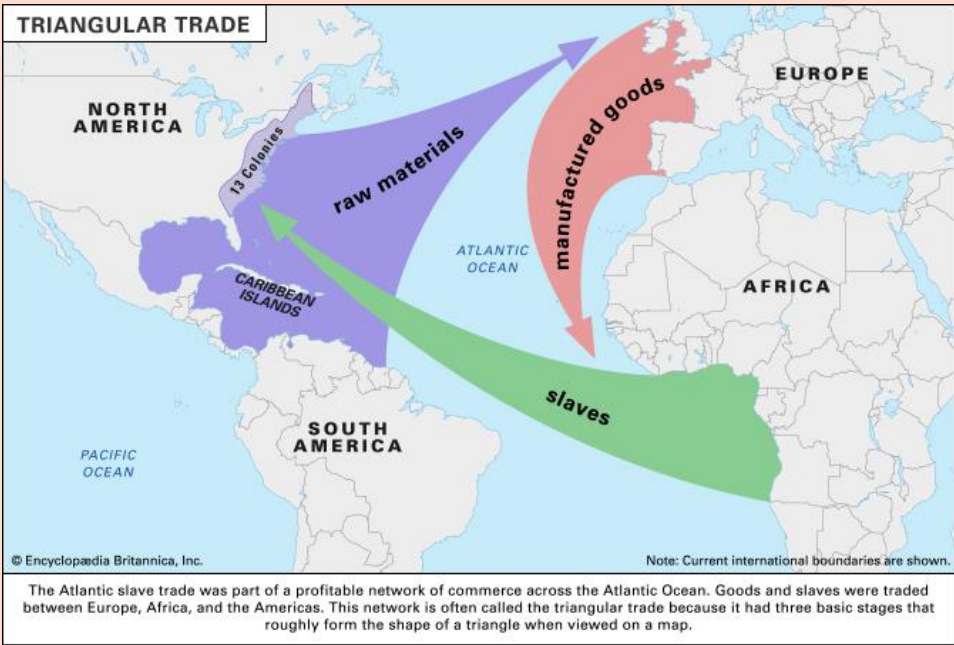 TRIANGULAR TRADE
NORTH
AMERICA
13 Colonies
raw materials
manufactured goods
EUROPE
ATLANTIC
OCEAN
CARIBBEAN
ISLANDS
AFRICA
slaves
SOUTH
AMERICA
PACIFIC
OCEAN
© Encyclopædia Britannica, Inc.
Note: Current international boundaries are shown.
The Atlantic slave trade was part of a profitable network of commerce across the Atlantic Ocean. Goods and slaves were traded
between Europe, Africa, and the Americas. This network is often called the triangular trade because it had three basic stages that
roughly form the shape of a triangle when viewed on a map.